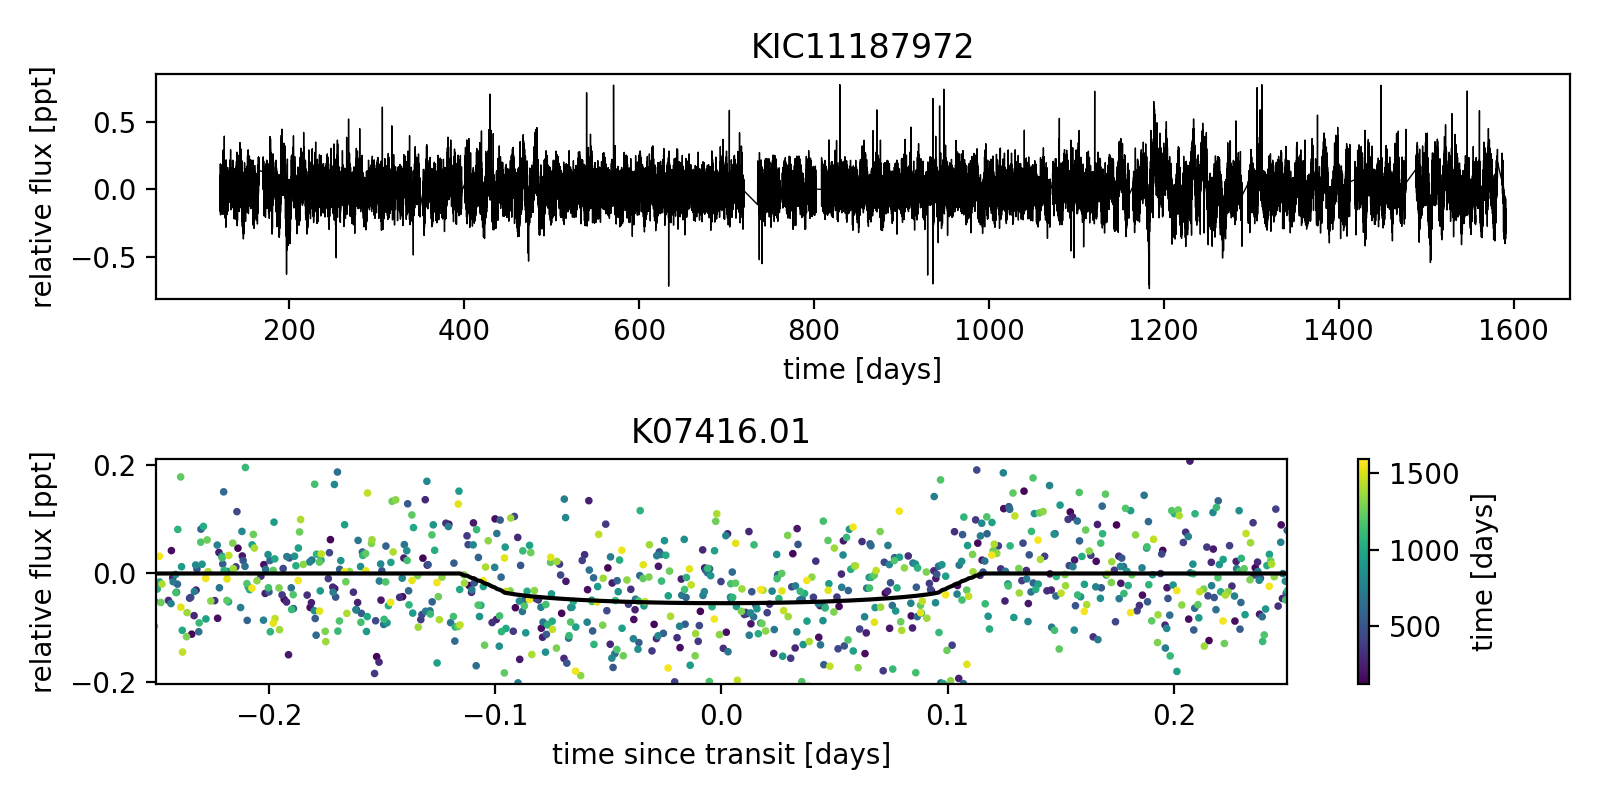 KIC11187972
relative flux [ppt]
0.5
0.0
−0.5
200 400 600 800 1000 1200 1400 1600
time [days]
K07416.01
relative flux [ppt]
0.2
0.0
−0.2
−0.2 −0.1 0.0 0.1 0.2
time since transit [days]
1500
1000
500
time [days]